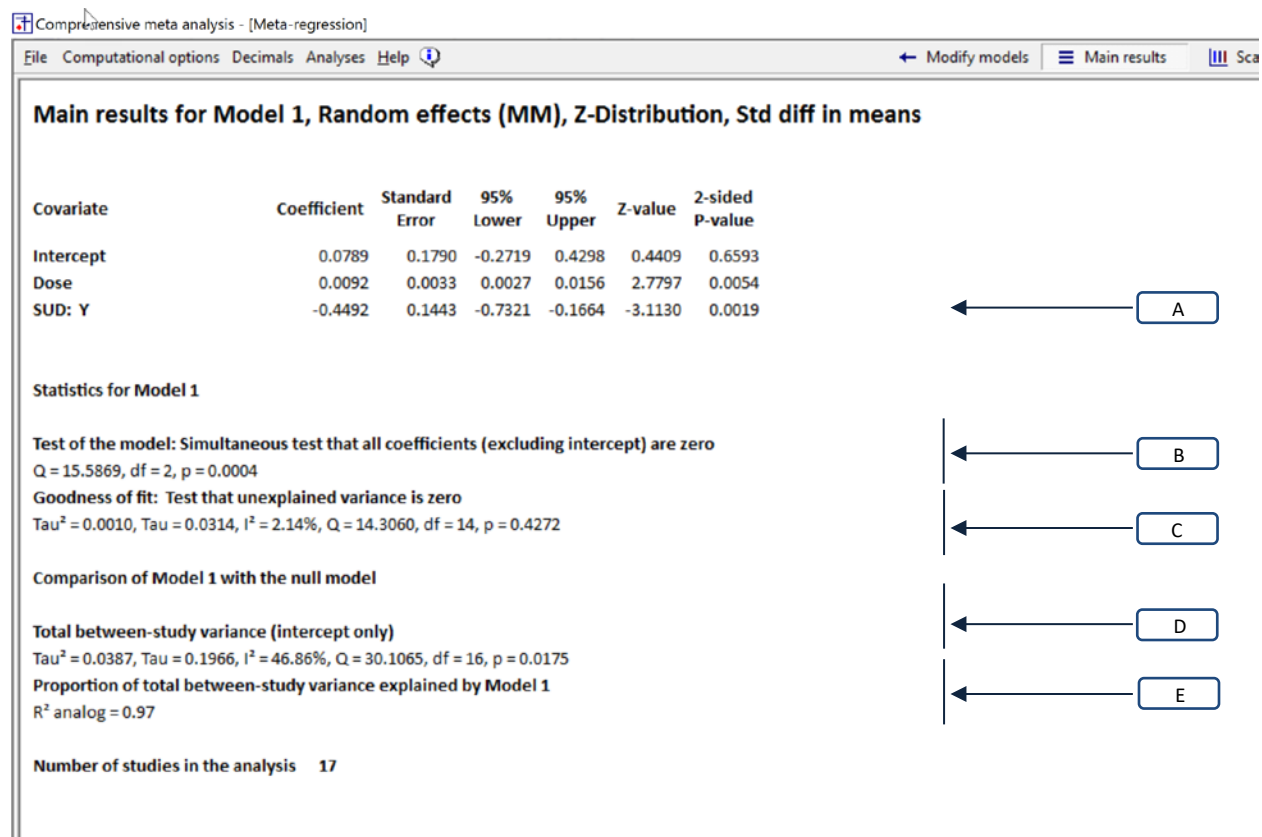 Comprehensive meta analysis - [Meta-regression]
File Computational options Decimals Analyses Help Modify models Main results Sca
Main results for Model 1, Random effects (MM), Z-Distribution, Std diff in means
Covariate Coefficient Standard Error 95% Lower 95% Upper Z-value 2-sided P-value
Intercept 0.0789 0.1790 -0.2719 0.4298 0.4409 0.6593
Dose 0.0092 0.0033 0.0027 0.0156 2.7797 0.0054
SUD: Y -0.4492 0.1443 -0.7321 -0.1664 -3.1130 0.0019
A
Statistics for Model 1
Test of the model: Simultaneous test that all coefficients (excluding intercept) are zero
B
Q = 15.5869, df = 2, p = 0.0004
Goodness of fit: Test that unexplained variance is zero
Tau² = 0.0010, Tau = 0.0314, I² = 2.14%, Q = 14.3060, df = 14, p = 0.4272
C
Comparison of Model 1 with the null model
Total between-study variance (intercept only)
D
Tau² = 0.0387, Tau = 0.1966, I² = 46.86%, Q = 30.1065, df = 16, p = 0.0175
Proportion of total between-study variance explained by Model 1
E
R² analog = 0.97
Number of studies in the analysis 17